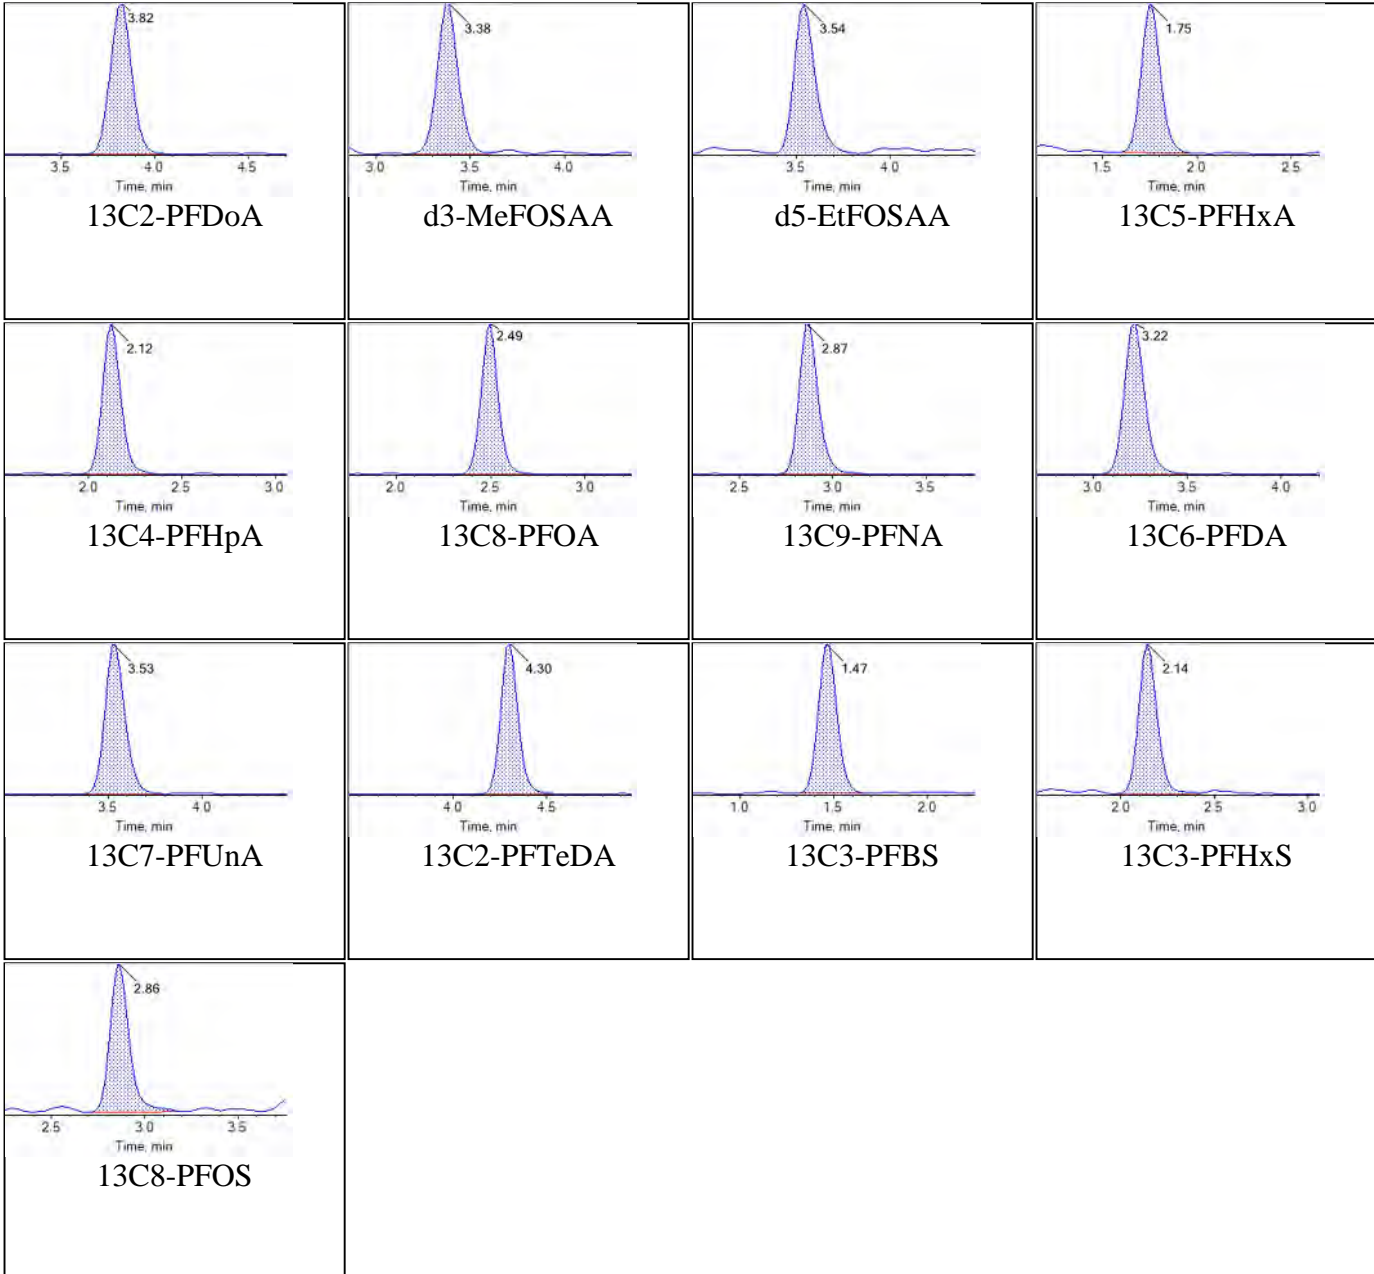 3.82
3.5 4.0 4.5
Time, min
13C2-PFDoA
3.38
3.0 3.5 4.0
Time, min
d3-MeFOSAA
3.54
3.5 4.0
Time, min
d5-EtFOSAA
1.75
1.5 2.0 2.5
Time, min
13C5-PFHxA
2.12
2.0 2.5 3.0
Time, min
13C4-PFHpA
2.49
2.0 2.5 3.0
Time, min
13C8-PFOA
2.87
2.5 3.0 3.5
Time, min
13C9-PFNA
3.22
3.0 3.5 4.0
Time, min
13C6-PFDA
3.53
3.5 4.0
Time, min
13C7-PFUnA
4.30
4.0 4.5
Time, min
13C2-PFTeDA
1.47
1.0 1.5 2.0
Time, min
13C3-PFBS
2.14
2.0 2.5 3.0
Time, min
13C3-PFHxS
2.86
2.5 3.0 3.5
Time, min
13C8-PFOS